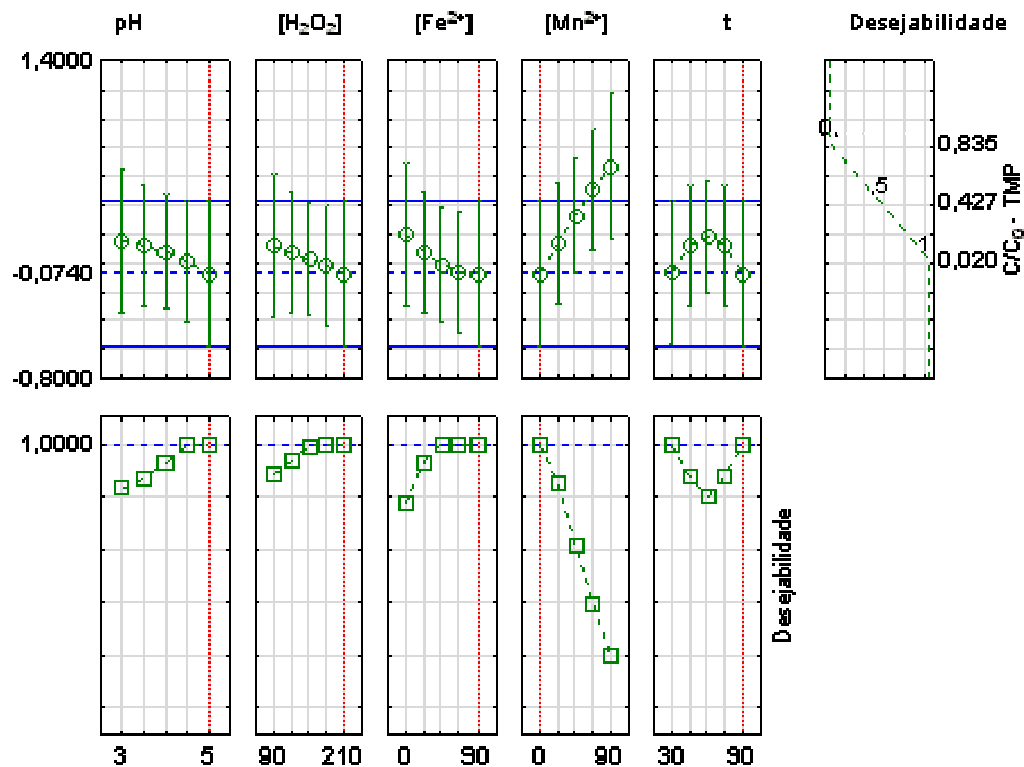 pH [H₂O₂] [Fe²⁺] [Mn²⁺] t Desejabilidade
1,4000
-0,0740
-0,8000
0,
,5
1,
0,835
0,427
0,020
C/C₀ - TMP
1,0000
Desejabilidade
3 5 90 210 0 90 0 90 30 90